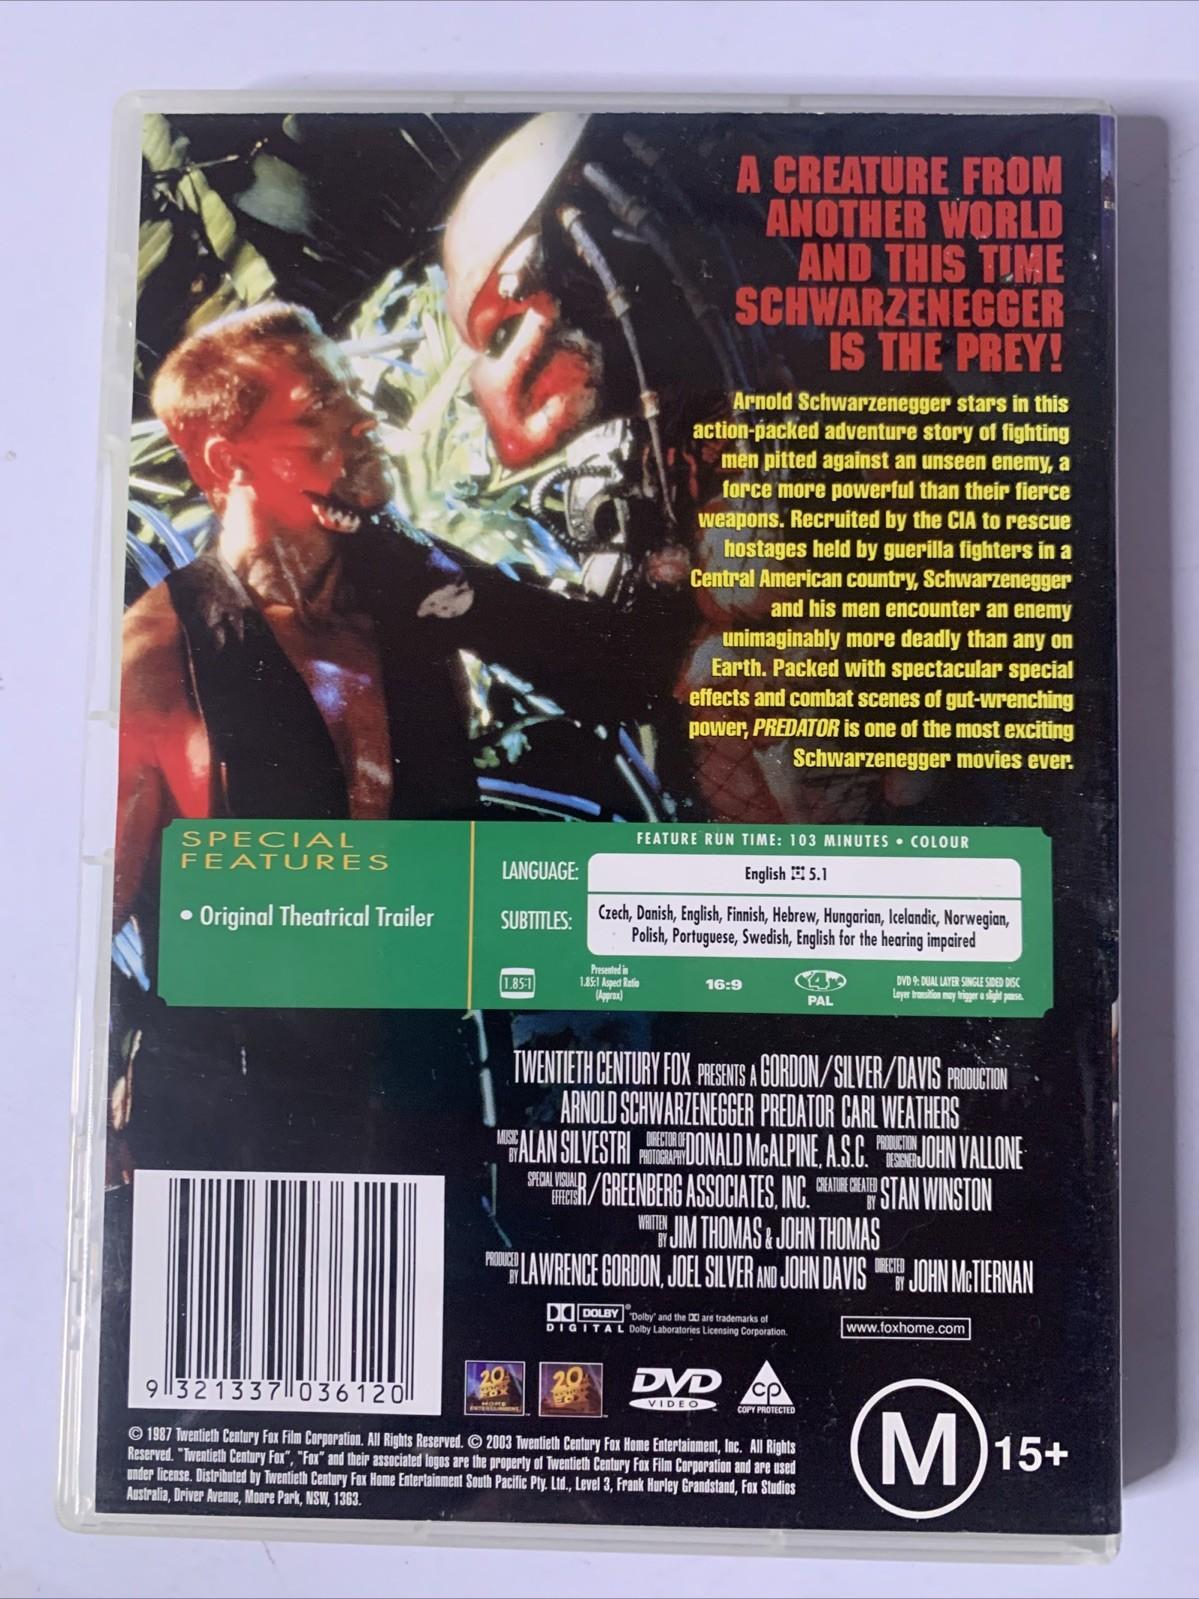 A CREATURE FROM
ANOTHER WORLD
AND THIS TIME
SCHWARZENEGGER
IS THE PREY!
Arnold Schwarzenegger stars in this
action-packed adventure story of fighting
men pitted against an unseen enemy, a
force more powerful than their fierce
weapons. Recruited by the CIA to rescue
hostages held by guerilla fighters in a
Central American country, Schwarzenegger
and his men encounter an enemy
unimaginably more deadly than any on
Earth. Packed with spectacular special
effects and combat scenes of gut-wrenching
power, PREDATOR is one of the most exciting
Schwarzenegger movies ever.
SPECIAL
FEATURES
• Original Theatrical Trailer
FEATURE RUN TIME: 103 MINUTES • COLOUR
LANGUAGE:
English 5.1
SUBTITLES:
Czech, Danish, English, Finnish, Hebrew, Hungarian, Icelandic, Norwegian,
Polish, Portuguese, Swedish, English for the hearing impaired
1.85:1
Presented in
1.85:1 Aspect Ratio
(Approx)
16:9
4
PAL
DVD 9: DUAL LAYER SINGLE SIDED DISC
Layer transition may trigger a slight pause.
TWENTIETH CENTURY FOX PRESENTS A GORDON/SILVER/DAVIS PRODUCTION
ARNOLD SCHWARZENEGGER PREDATOR CARL WEATHERS
MUSIC BY ALAN SILVESTRI DIRECTOR OF PHOTOGRAPHY DONALD McALPINE, A.S.C. PRODUCTION DESIGNER JOHN VALLONE
SPECIAL VISUAL EFFECTS R/GREENBERG ASSOCIATES, INC. CREATURE CREATED BY STAN WINSTON
WRITTEN BY JIM THOMAS & JOHN THOMAS
PRODUCED BY LAWRENCE GORDON, JOEL SILVER AND JOHN DAVIS DIRECTED BY JOHN McTIERNAN
DOLBY®
DIGITAL
"Dolby" and the DD are trademarks of
Dolby Laboratories Licensing Corporation.
www.foxhome.com
9 321337 036120
20th CENTURY FOX HOME ENTERTAINMENT
20th CENTURY FOX
DVD
VIDEO
cp
COPY PROTECTED
M 15+
© 1987 Twentieth Century Fox Film Corporation. All Rights Reserved. © 2003 Twentieth Century Fox Home Entertainment, Inc. All Rights
Reserved. "Twentieth Century Fox", "Fox" and their associated logos are the property of Twentieth Century Fox Film Corporation and are used
under license. Distributed by Twentieth Century Fox Home Entertainment South Pacific Pty. Ltd., Level 3, Frank Hurley Grandstand, Fox Studios
Australia, Driver Avenue, Moore Park, NSW, 1363.